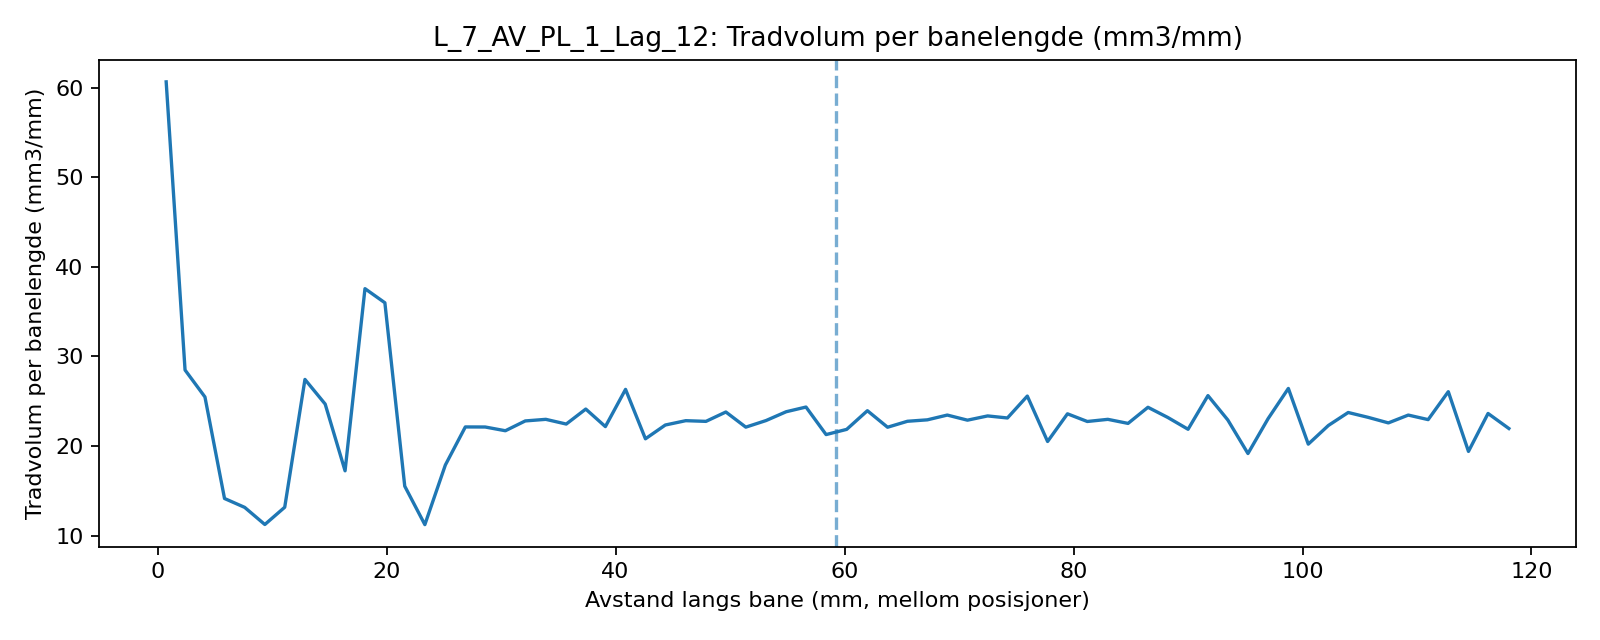 L_7_AV_PL_1_Lag_12: Tradvolum per banelengde (mm3/mm)
Tradvolum per banelengde (mm3/mm)
60
50
40
30
20
10
0 20 40 60 80 100 120
Avstand langs bane (mm, mellom posisjoner)